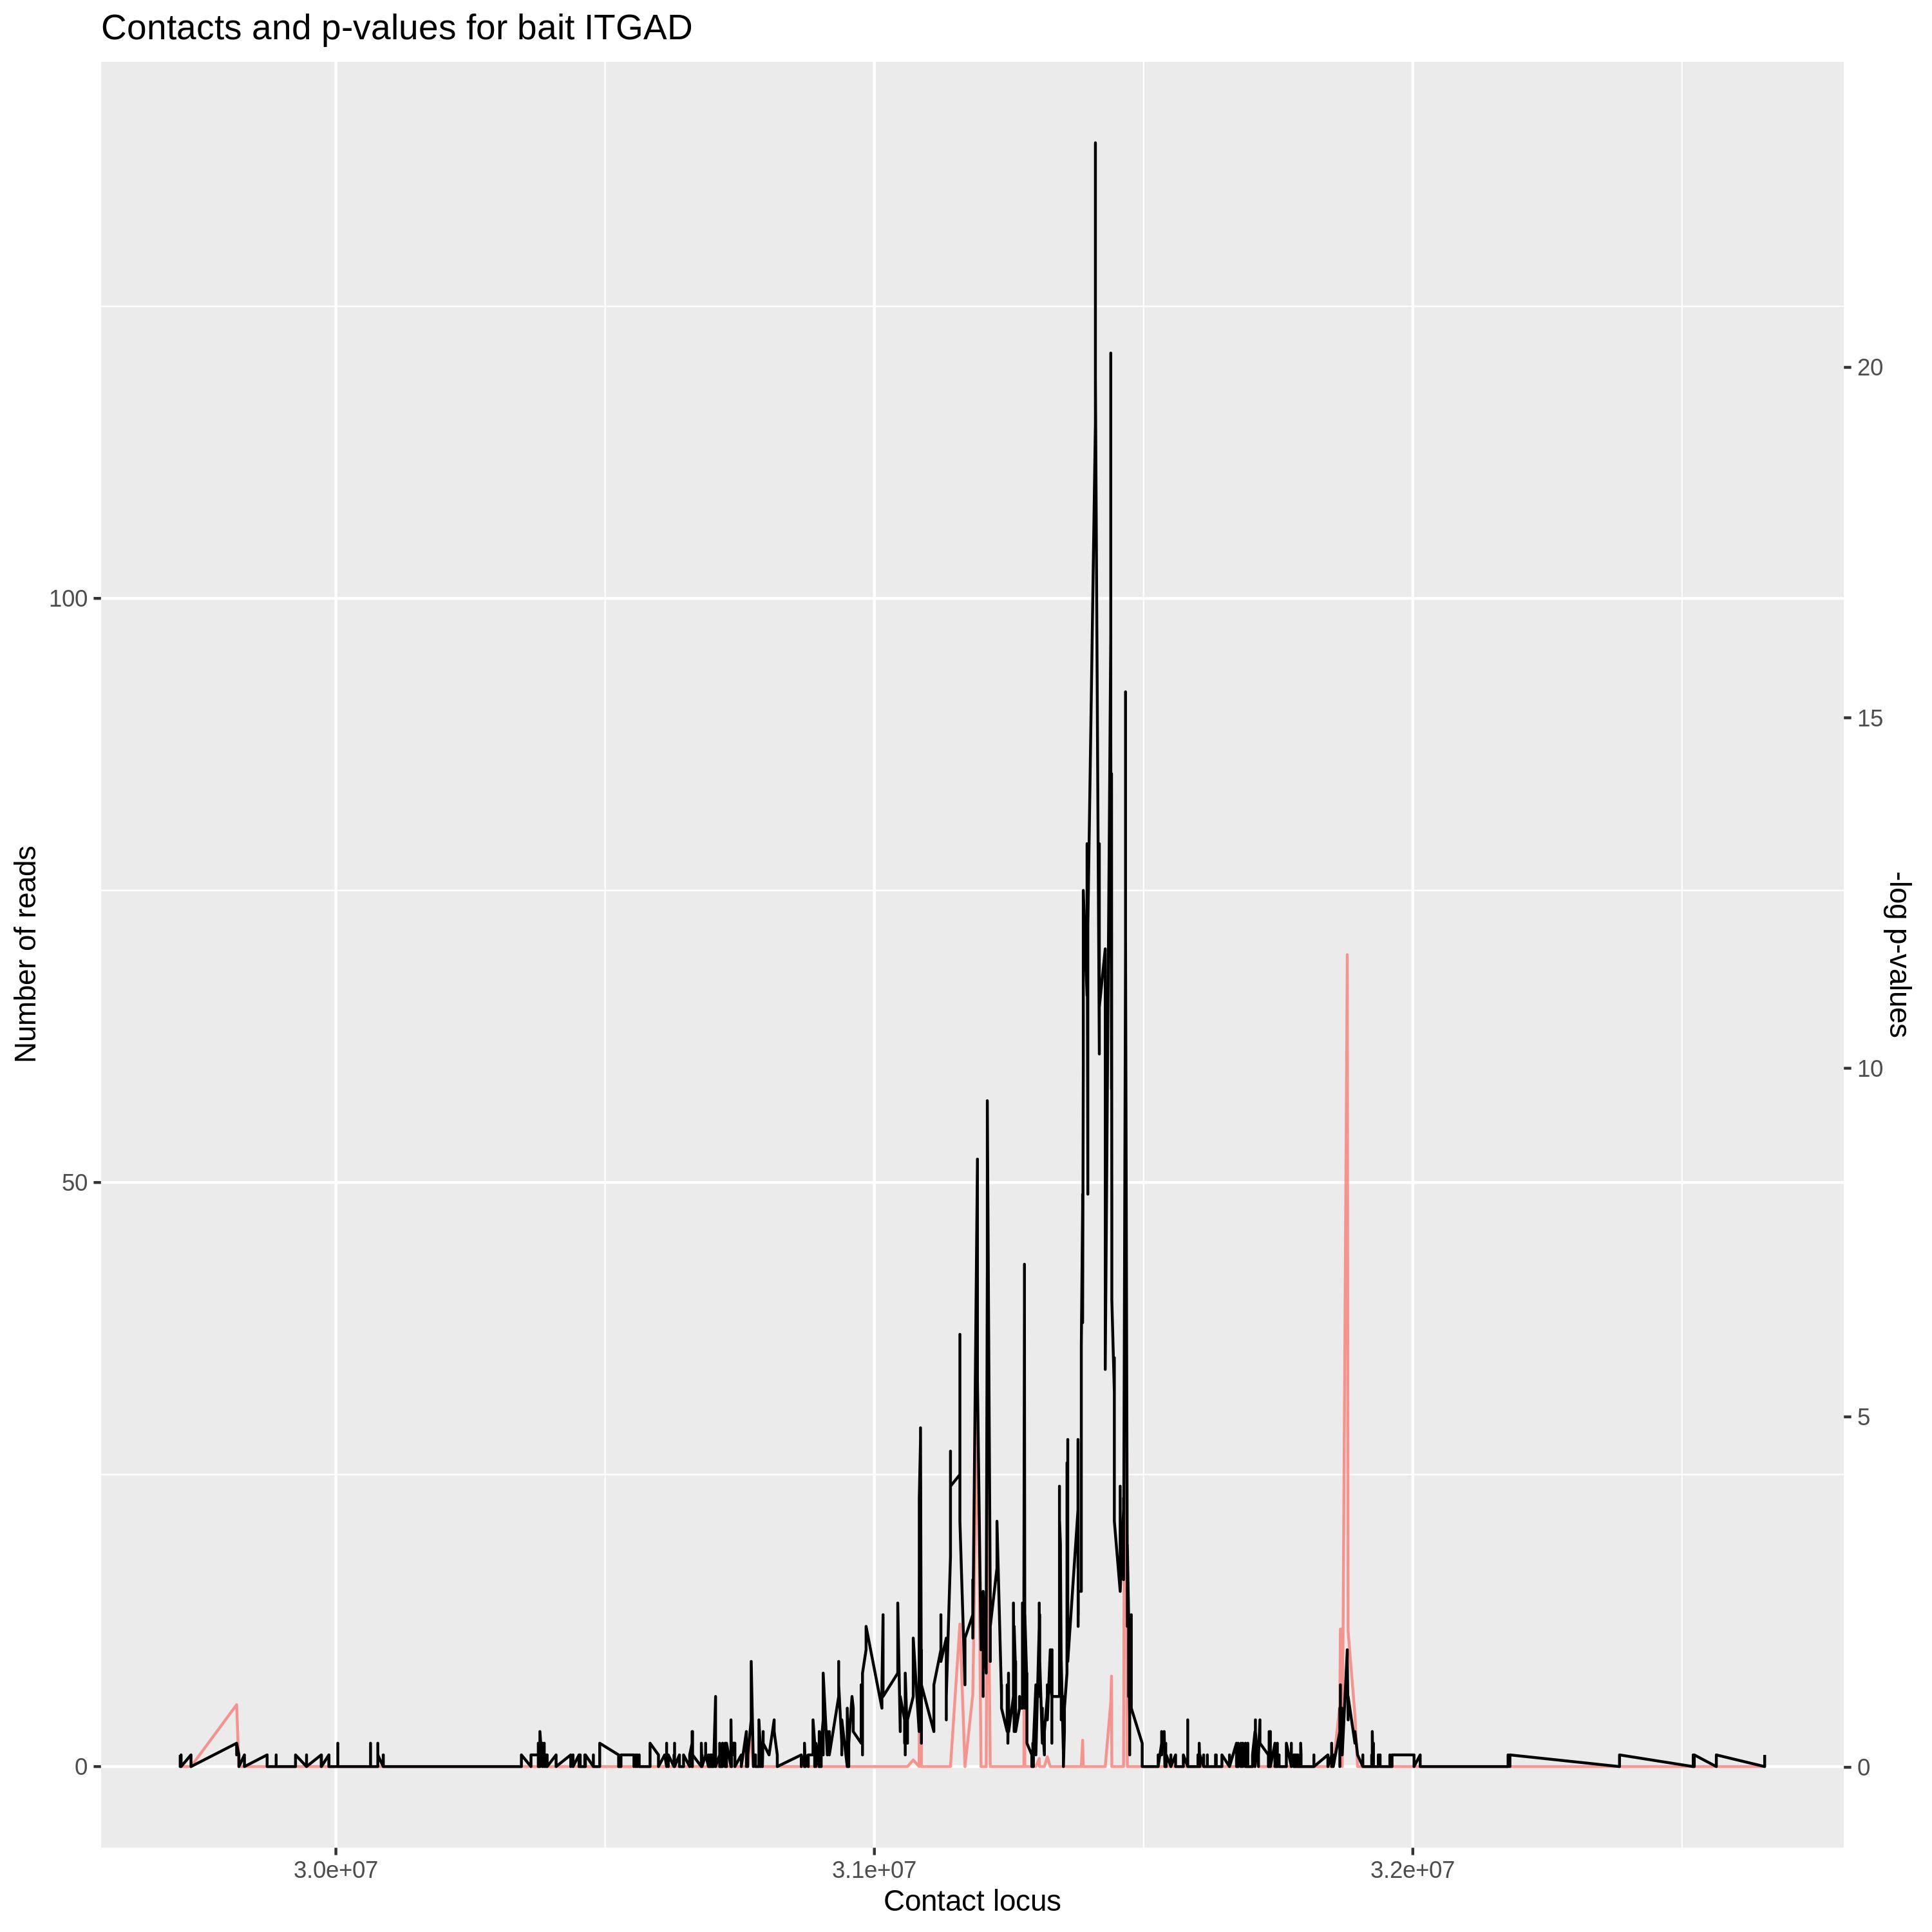 Contacts and p-values for bait ITGAD
Number of reads
100
50
0
20
15
10
5
0
-log p-values
3.0e+07
3.1e+07
3.2e+07
Contact locus